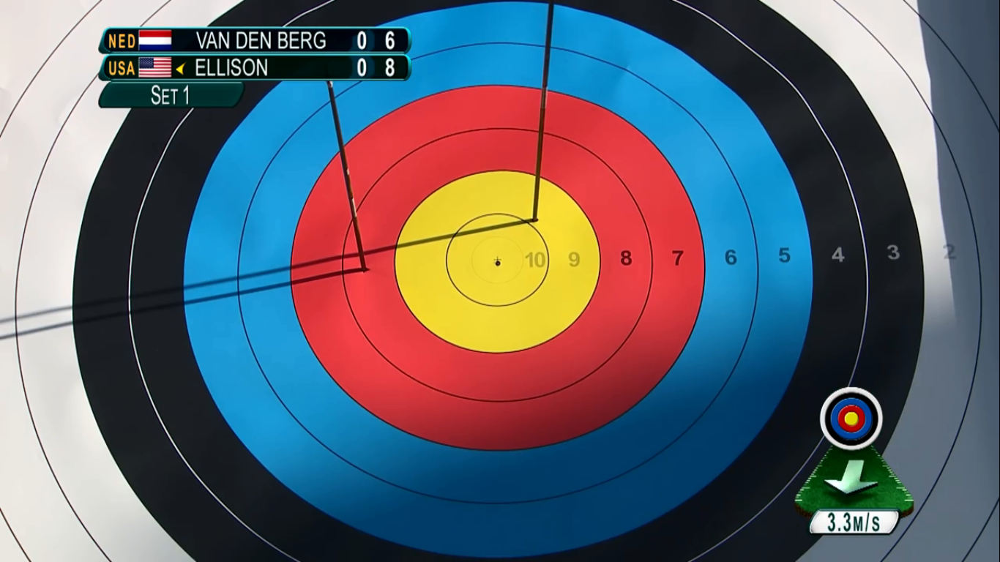 NED VAN DEN BERG 0 6
USA ELLISON 0 8
SET 1
10 9 8 7 6 5 4 3 2
3.3M/S